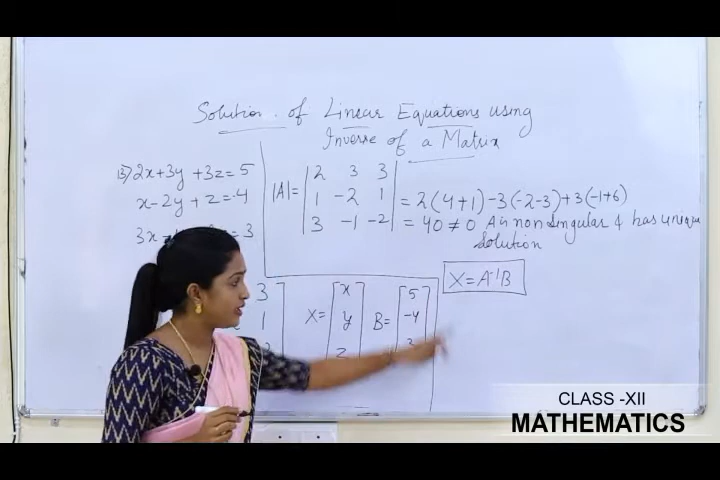 Solution of Linear Equations using
Inverse of a Matrix
13) 2x+3y +3z=5
x-2y +z=-4
3x = 3
|A|= | 2 3 3 |
| 1 -2 1 | = 2(4+1)-3(-2-3)+3(-1+6)
| 3 -1 -2 | = 40 ≠ 0 A is non singular & has unique
Solution
3
1
X= [ x
y
z ]
B= [ 5
-4
3 ]
X=A⁻¹B
CLASS -XII
MATHEMATICS